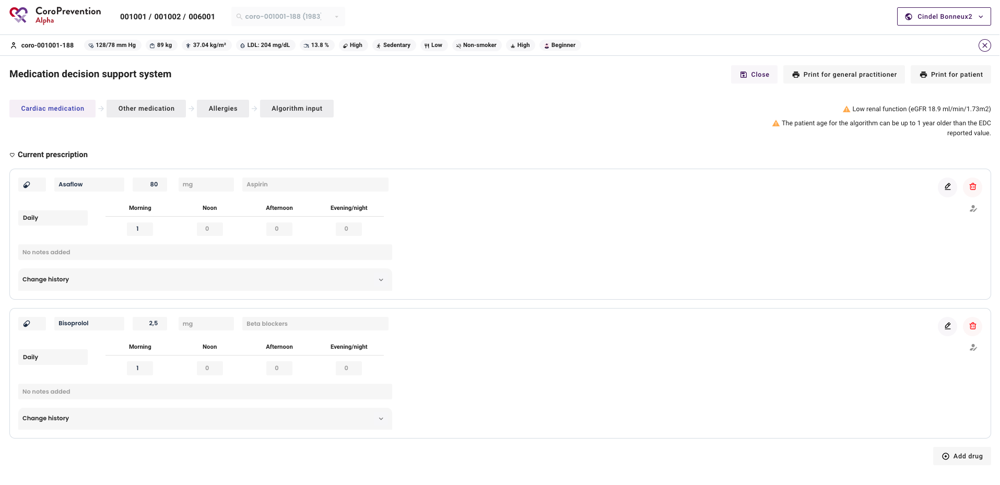 CoroPrevention
Alpha
001001 / 001002 / 006001
coro-001001-188 (1983)
Cindel Bonneux2
coro-001001-188
128/78 mm Hg
89 kg
37.04 kg/m²
LDL: 204 mg/dL
13.8 %
High
Sedentary
Low
Non-smoker
High
Beginner
Medication decision support system
Close
Print for general practitioner
Print for patient
Cardiac medication
Other medication
Allergies
Algorithm input
Low renal function (eGFR 18.9 ml/min/1.73m2)
The patient age for the algorithm can be up to 1 year older than the EDC
reported value.
Current prescription
Asaflow 80 mg Aspirin
Morning Noon Afternoon Evening/night
Daily
1 0 0 0
No notes added
Change history
Bisoprolol 2,5 mg Beta blockers
Morning Noon Afternoon Evening/night
Daily
1 0 0 0
No notes added
Change history
Add drug